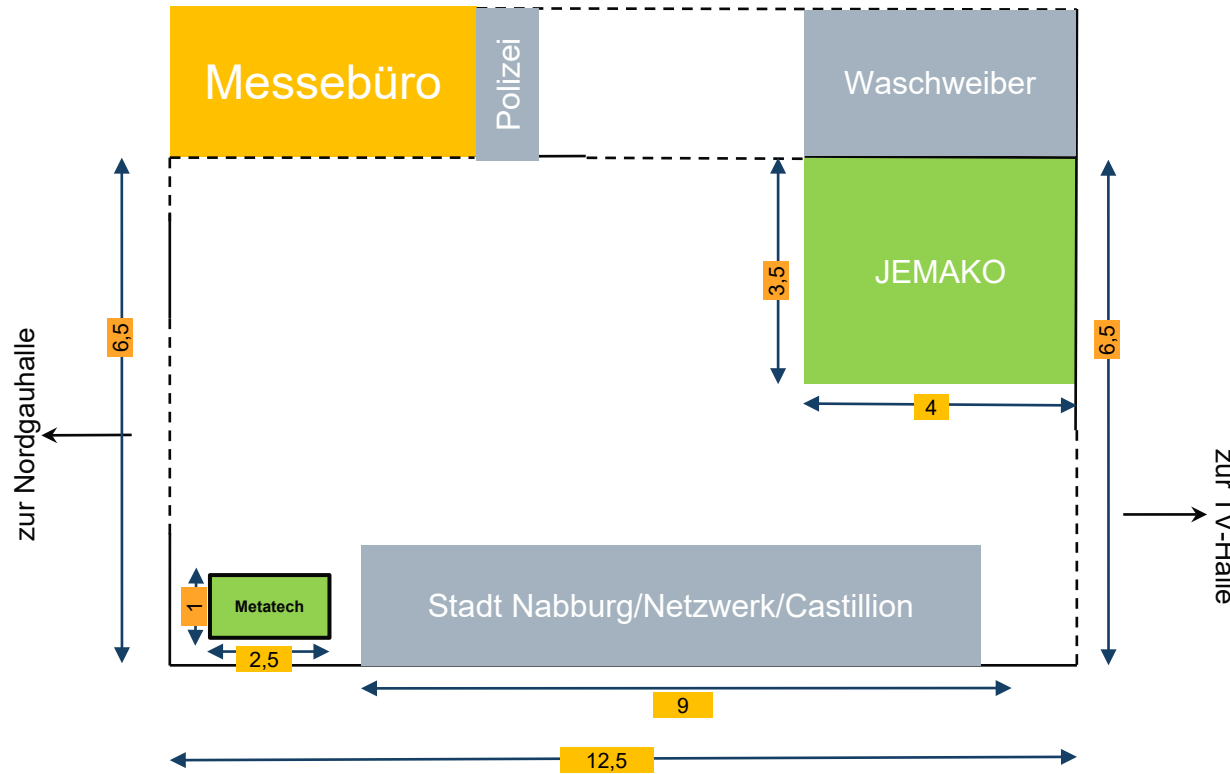 Messebüro
Polizei
Waschweiber
JEMAKO
3,5
4
6,5
6,5
zur Nordgauhalle
zur TV-Halle
Metatech
1
2,5
Stadt Nabburg/Netzwerk/Castillion
9
12,5